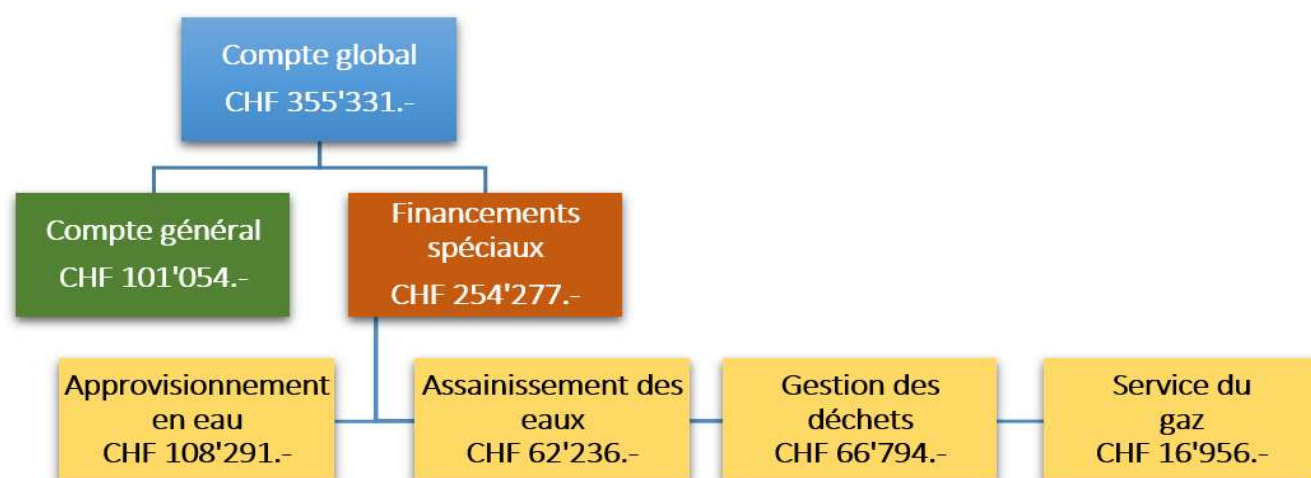 Compte global
CHF 355'331.-
Compte général
CHF 101'054.-
Financements
spéciaux
CHF 254'277.-
Approvisionnement
en eau
CHF 108'291.-
Assainissement des
eaux
CHF 62'236.-
Gestion des
déchets
CHF 66'794.-
Service du
gaz
CHF 16'956.-